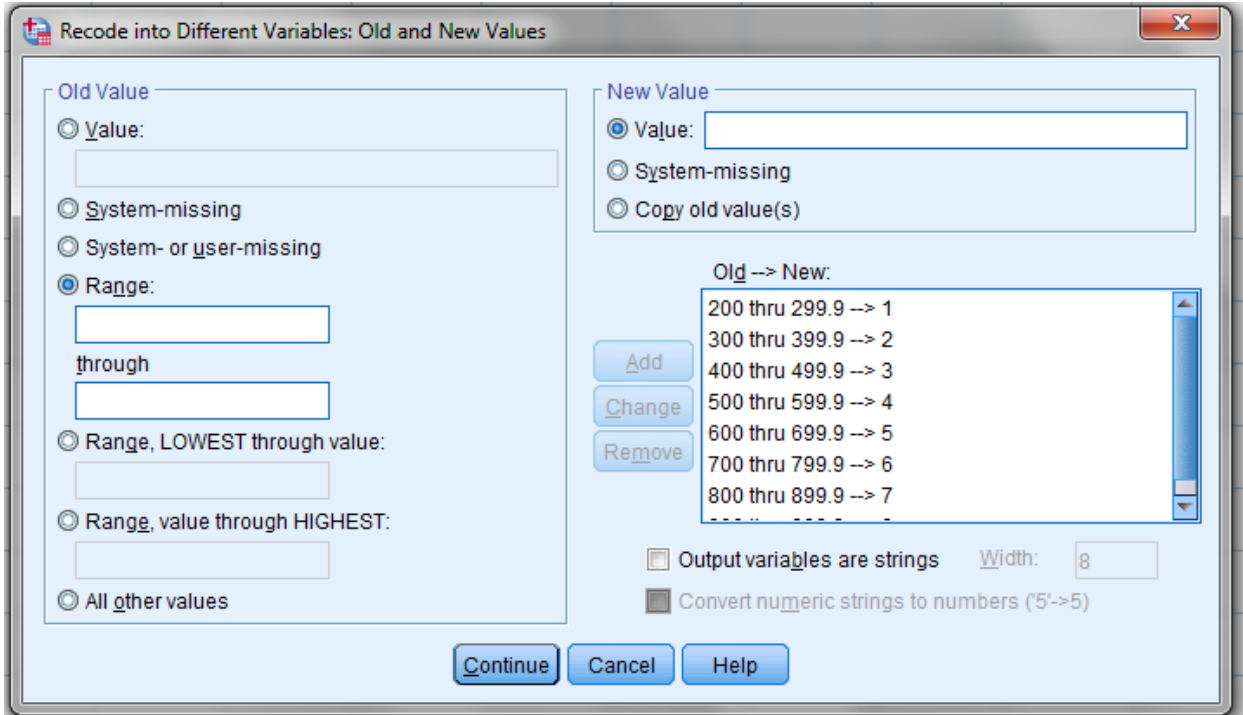 Recode into Different Variables: Old and New Values
Old Value
Value:
System-missing
System- or user-missing
Range:
through
Range, LOWEST through value:
Range, value through HIGHEST:
All other values
New Value
Value:
System-missing
Copy old value(s)
Old --> New:
200 thru 299.9 --> 1
300 thru 399.9 --> 2
400 thru 499.9 --> 3
500 thru 599.9 --> 4
600 thru 699.9 --> 5
700 thru 799.9 --> 6
800 thru 899.9 --> 7
Add
Change
Remove
Output variables are strings Width: 8
Convert numeric strings to numbers ('5'->5)
Continue Cancel Help